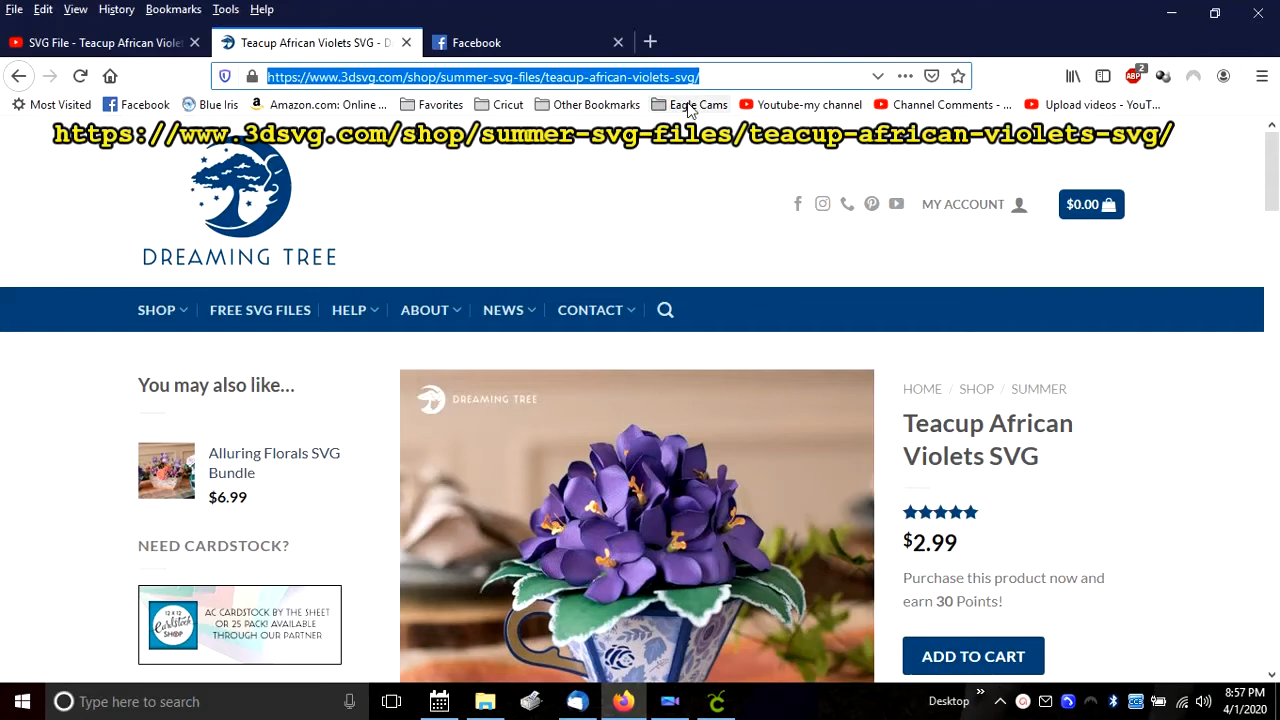 File Edit View History Bookmarks Tools Help
SVG File - Teacup African Violet
Teacup African Violets SVG - D
Facebook
https://www.3dsvg.com/shop/summer-svg-files/teacup-african-violets-svg/
2
Most Visited Facebook Blue Iris Amazon.com: Online ... Favorites Cricut Other Bookmarks Eagle Cams Youtube-my channel Channel Comments - ... Upload videos - YouT...
https://www.3dsvg.com/shop/summer-svg-files/teacup-african-violets-svg/
MY ACCOUNT
$0.00
DREAMING TREE
SHOP FREE SVG FILES HELP ABOUT NEWS CONTACT
You may also like...
Alluring Florals SVG
Bundle
$6.99
NEED CARDSTOCK?
12 X 12
Cardstock
SHOP
AC CARDSTOCK BY THE SHEET
OR 25 PACK! AVAILABLE
THROUGH OUR PARTNER
DREAMING TREE
HOME / SHOP / SUMMER
Teacup African
Violets SVG
$2.99
Purchase this product now and
earn 30 Points!
ADD TO CART
Type here to search
Desktop
8:57 PM
4/1/2020